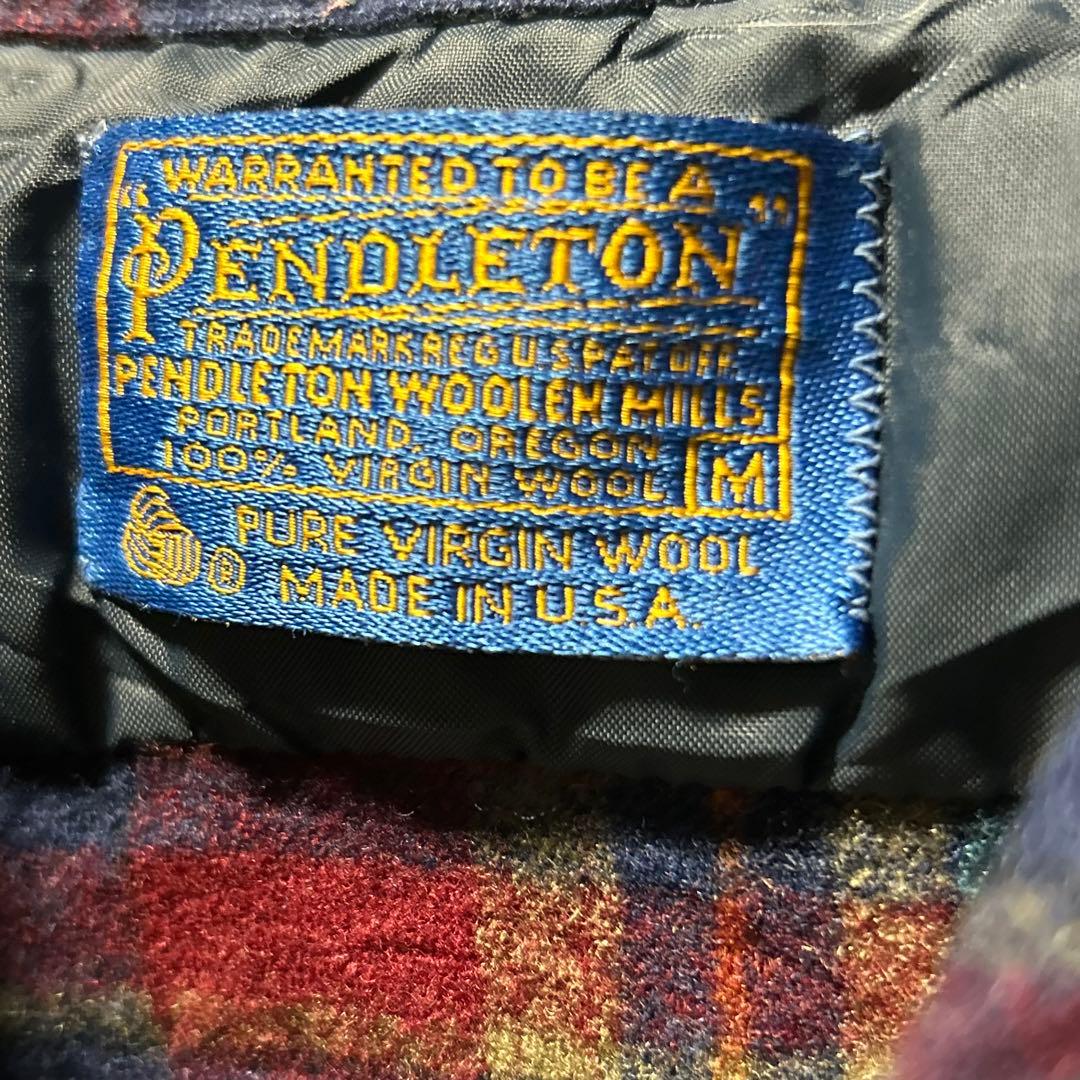 WARRANTED TO BE A
"PENDLETON"
TRADEMARK REG U S PAT OFF.
PENDLETON WOOLEN MILLS
PORTLAND, OREGON
100% VIRGIN WOOL M
® PURE VIRGIN WOOL
MADE IN U.S.A.